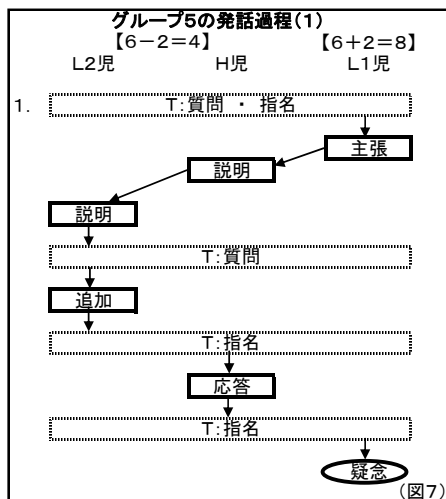 グループ5の発話過程(1)
【6-2=4】 【6+2=8】
L2児 H児 L1児
1. T:質問 ・ 指名
主張
説明
説明
T:質問
追加
T:指名
応答
T:指名
疑念
(図7)